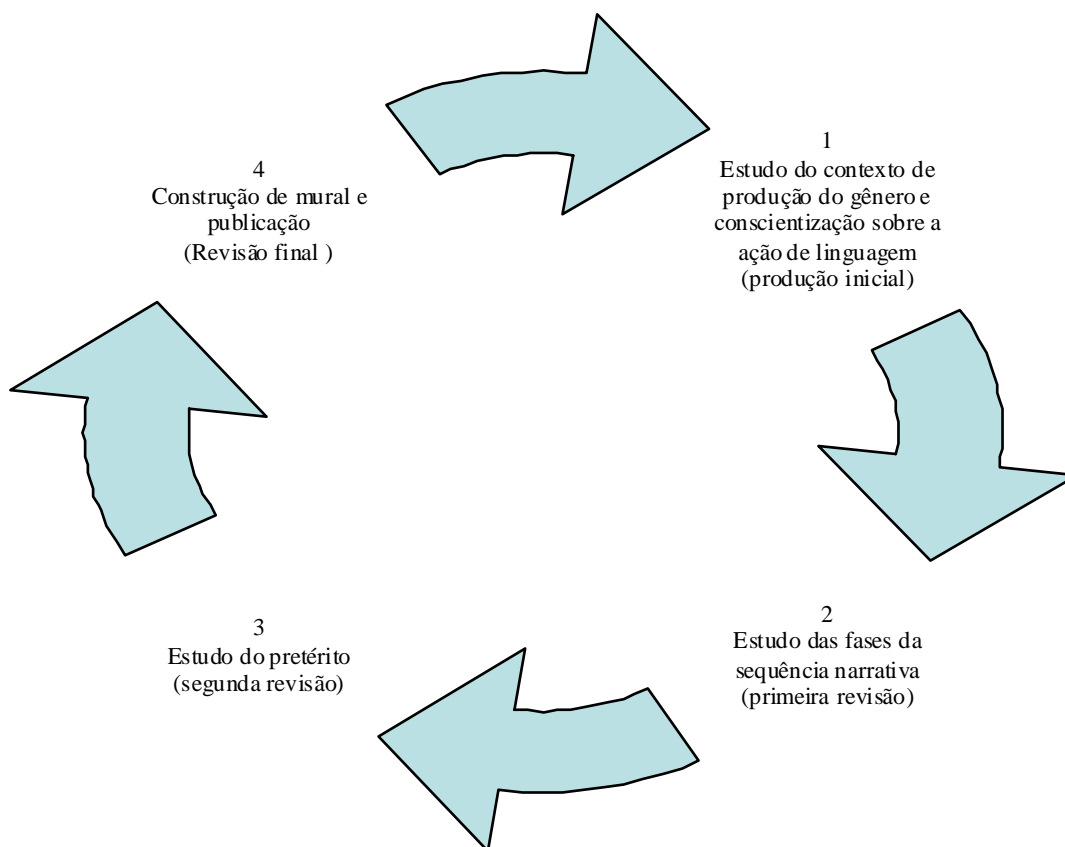 1
Estudo do contexto de
produção do gênero e
conscientização sobre a
ação de linguagem
(produção inicial)
2
Estudo das fases da
sequência narrativa
(primeira revisão)
3
Estudo do pretérito
(segunda revisão)
4
Construção de mural e
publicação
(Revisão final )